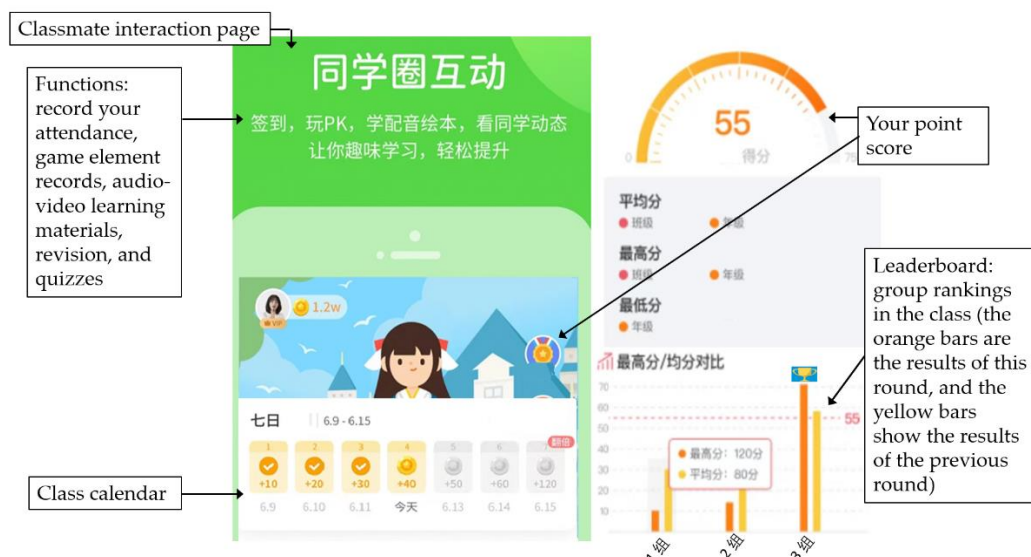 Classmate interaction page
Functions:
record your
attendance,
game element
records, audio-
video learning
materials,
revision, and
quizzes
Class calendar
同学圈互动
签到，玩PK，学配音绘本，看同学动态
让你趣味学习，轻松提升
1.2w
VIP
七日 6.9 - 6.15
翻倍
1 2 3 4 5 6 7
+10 +20 +30 +40 +50 +60 +120
6.9 6.10 6.11 今天 6.13 6.14 6.15
55
得分
0 75
平均分
班级 年级
最高分
班级 年级
最低分
年级
最高分/均分对比
70
60
55
50
40
30
20
10
最高分：120分
平均分：80分
1组 2组 3组
Your point
score
Leaderboard:
group rankings
in the class (the
orange bars are
the results of this
round, and the
yellow bars
show the results
of the previous
round)